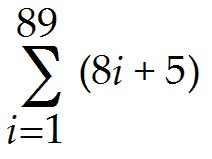 89
∑ (8i + 5)
i=1